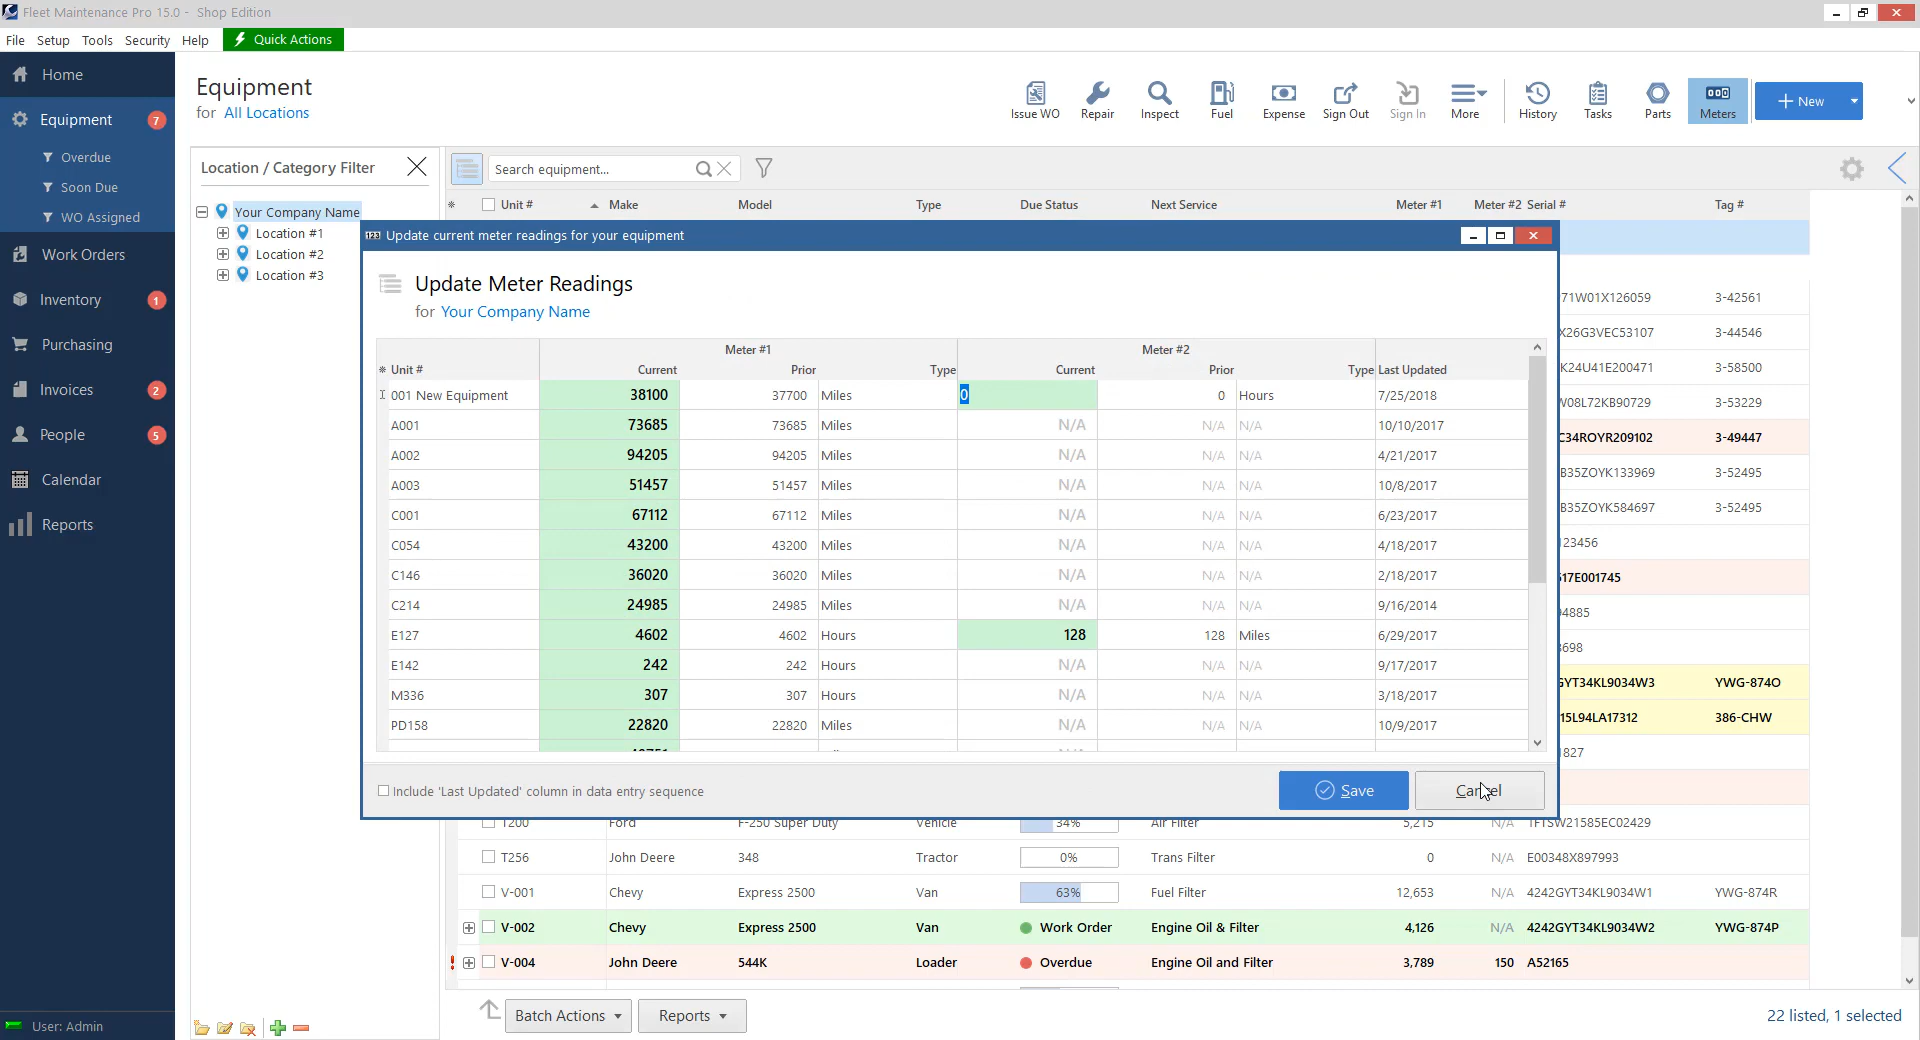 Fleet Maintenance Pro 15.0 - Shop Edition
File Setup Tools Security Help Quick Actions
Home
Equipment 7
Overdue
Soon Due
WO Assigned
Work Orders
Inventory 1
Purchasing
Invoices 2
People 5
Calendar
Reports
User: Admin
Equipment
for All Locations
Issue WO Repair Inspect Fuel Expense Sign Out Sign In More History Tasks Parts Meters New
Location / Category Filter
Your Company Name
Location #1
Location #2
Location #3
Search equipment...
* Unit # Make Model Type Due Status Next Service Meter #1 Meter #2 Serial # Tag #
123 Update current meter readings for your equipment
Update Meter Readings
for Your Company Name
Meter #1 Meter #2
* Unit # Current Prior Type Current Prior Type Last Updated
001 New Equipment 38100 37700 Miles 0 0 Hours 7/25/2018
A001 73685 73685 Miles N/A N/A N/A 10/10/2017
A002 94205 94205 Miles N/A N/A N/A 4/21/2017
A003 51457 51457 Miles N/A N/A N/A 10/8/2017
C001 67112 67112 Miles N/A N/A N/A 6/23/2017
C054 43200 43200 Miles N/A N/A N/A 4/18/2017
C146 36020 36020 Miles N/A N/A N/A 2/18/2017
C214 24985 24985 Miles N/A N/A N/A 9/16/2014
E127 4602 4602 Hours 128 128 Miles 6/29/2017
E142 242 242 Hours N/A N/A N/A 9/17/2017
M336 307 307 Hours N/A N/A N/A 3/18/2017
PD158 22820 22820 Miles N/A N/A N/A 10/9/2017
Include 'Last Updated' column in data entry sequence
Save Cancel
71W01X126059 3-42561
X26G3VEC53107 3-44546
K24U41E200471 3-58500
W08L72KB90729 3-53229
C34ROYR209102 3-49447
B35ZOYK133969 3-52495
B35ZOYK584697 3-52495
123456
617E001745
04885
3698
GYT34KL9034W3 YWG-874O
15L94LA17312 386-CHW
1827
T200 Ford F-250 Super Duty Vehicle 34% Air Filter 5,215 N/A 1FTSW21585EC02429
T256 John Deere 348 Tractor 0% Trans Filter 0 N/A E00348X897993
V-001 Chevy Express 2500 Van 63% Fuel Filter 12,653 N/A 4242GYT34KL9034W1 YWG-874R
V-002 Chevy Express 2500 Van Work Order Engine Oil & Filter 4,126 N/A 4242GYT34KL9034W2 YWG-874P
! V-004 John Deere 544K Loader Overdue Engine Oil and Filter 3,789 150 A52165
Batch Actions Reports
22 listed, 1 selected